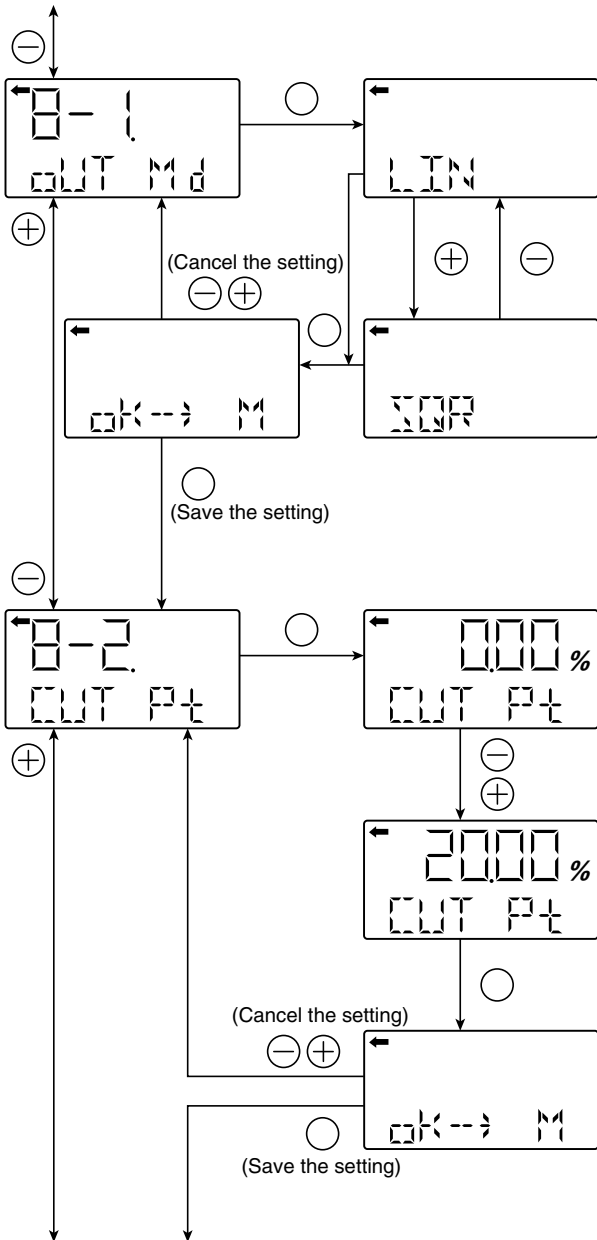 8-1.
oUT Md
LIN
(Cancel the setting)
oK--> M
SQR
(Save the setting)
8-2.
CUT Pt
0.00 %
CUT Pt
20.00 %
CUT Pt
(Cancel the setting)
oK--> M
(Save the setting)